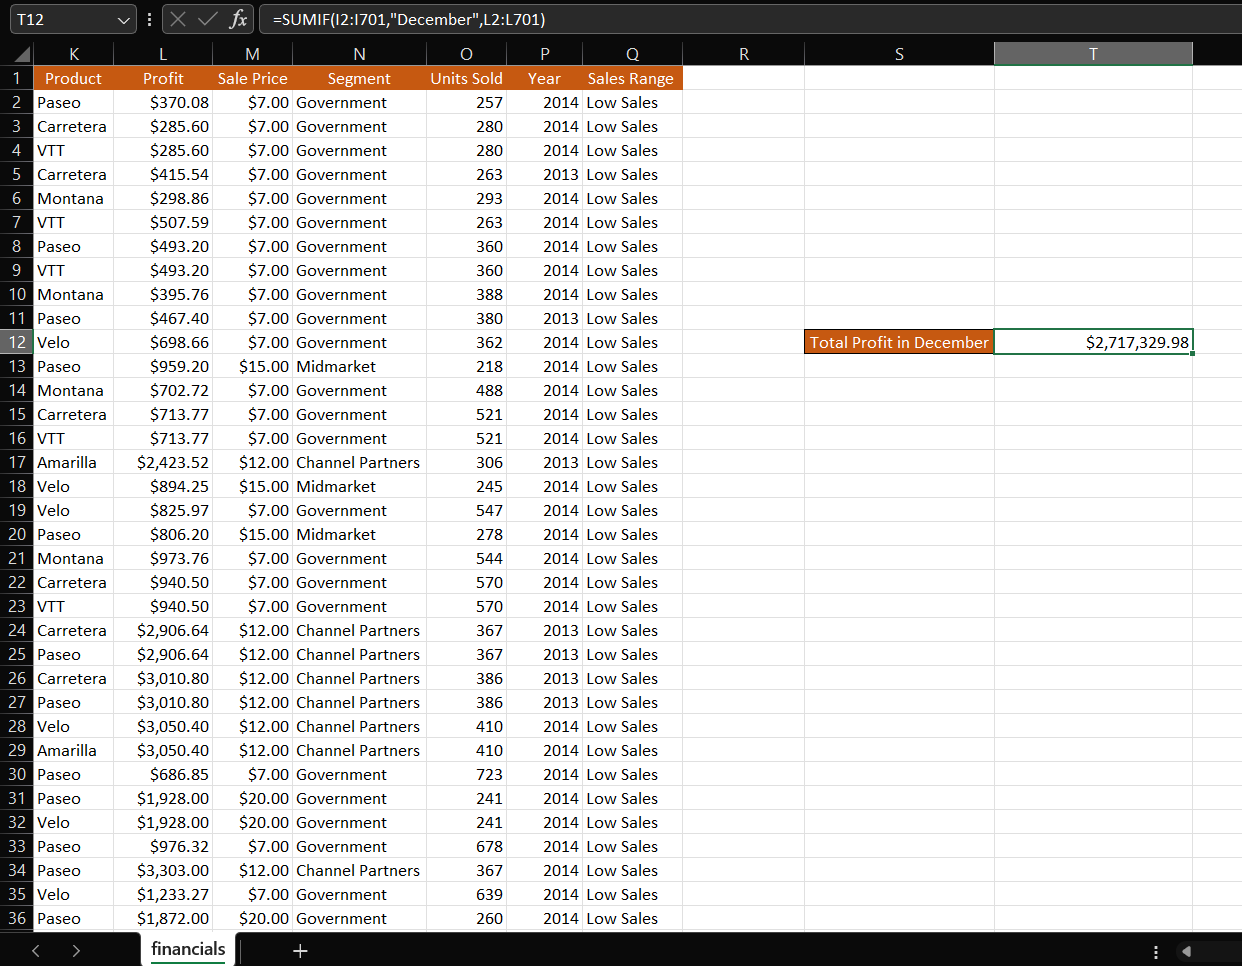 T12 fx =SUMIF(I2:I701,"December",L2:L701)
K L M N O P Q R S T
1 Product Profit Sale Price Segment Units Sold Year Sales Range
2 Paseo $370.08 $7.00 Government 257 2014 Low Sales
3 Carretera $285.60 $7.00 Government 280 2014 Low Sales
4 VTT $285.60 $7.00 Government 280 2014 Low Sales
5 Carretera $415.54 $7.00 Government 263 2013 Low Sales
6 Montana $298.86 $7.00 Government 293 2014 Low Sales
7 VTT $507.59 $7.00 Government 263 2014 Low Sales
8 Paseo $493.20 $7.00 Government 360 2014 Low Sales
9 VTT $493.20 $7.00 Government 360 2014 Low Sales
10 Montana $395.76 $7.00 Government 388 2014 Low Sales
11 Paseo $467.40 $7.00 Government 380 2013 Low Sales
12 Velo $698.66 $7.00 Government 362 2014 Low Sales Total Profit in December $2,717,329.98
13 Paseo $959.20 $15.00 Midmarket 218 2014 Low Sales
14 Montana $702.72 $7.00 Government 488 2014 Low Sales
15 Carretera $713.77 $7.00 Government 521 2014 Low Sales
16 VTT $713.77 $7.00 Government 521 2014 Low Sales
17 Amarilla $2,423.52 $12.00 Channel Partners 306 2013 Low Sales
18 Velo $894.25 $15.00 Midmarket 245 2014 Low Sales
19 Velo $825.97 $7.00 Government 547 2014 Low Sales
20 Paseo $806.20 $15.00 Midmarket 278 2014 Low Sales
21 Montana $973.76 $7.00 Government 544 2014 Low Sales
22 Carretera $940.50 $7.00 Government 570 2014 Low Sales
23 VTT $940.50 $7.00 Government 570 2014 Low Sales
24 Carretera $2,906.64 $12.00 Channel Partners 367 2013 Low Sales
25 Paseo $2,906.64 $12.00 Channel Partners 367 2013 Low Sales
26 Carretera $3,010.80 $12.00 Channel Partners 386 2013 Low Sales
27 Paseo $3,010.80 $12.00 Channel Partners 386 2013 Low Sales
28 Velo $3,050.40 $12.00 Channel Partners 410 2014 Low Sales
29 Amarilla $3,050.40 $12.00 Channel Partners 410 2014 Low Sales
30 Paseo $686.85 $7.00 Government 723 2014 Low Sales
31 Paseo $1,928.00 $20.00 Government 241 2014 Low Sales
32 Velo $1,928.00 $20.00 Government 241 2014 Low Sales
33 Paseo $976.32 $7.00 Government 678 2014 Low Sales
34 Paseo $3,303.00 $12.00 Channel Partners 367 2014 Low Sales
35 Velo $1,233.27 $7.00 Government 639 2014 Low Sales
36 Paseo $1,872.00 $20.00 Government 260 2014 Low Sales
financials